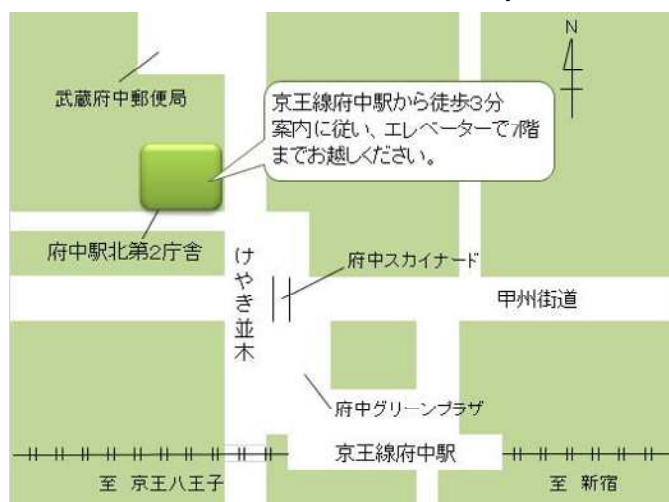 N
武蔵府中郵便局
京王線府中駅から徒歩3分
案内に従い、エレベーターで7階
までお越しください。
府中駅北第2庁舎
けやき並木
府中スカイナード
甲州街道
府中グリーンプラザ
京王線府中駅
至 京王八王子
至 新宿